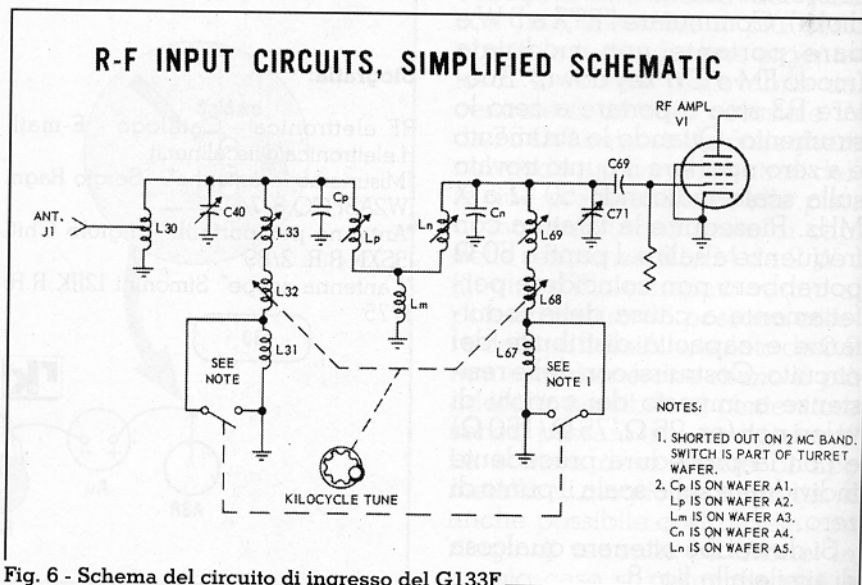 R-F INPUT CIRCUITS, SIMPLIFIED SCHEMATIC
RF AMPL
V1
C69
ANT.
J1
L30
C40
L33
Cp
Lp
Ln
Cn
L69
C71
L32
Lm
L68
L31
L67
SEE
NOTE
SEE
NOTE 1
KILOCYCLE TUNE
NOTES:
1. SHORTED OUT ON 2 MC BAND.
SWITCH IS PART OF TURRET
WAFER.
2. Cp IS ON WAFER A1.
Lp IS ON WAFER A2.
Lm IS ON WAFER A3.
Cn IS ON WAFER A4.
Ln IS ON WAFER A5.
Fig. 6 - Schema del circuito di ingresso del G133F